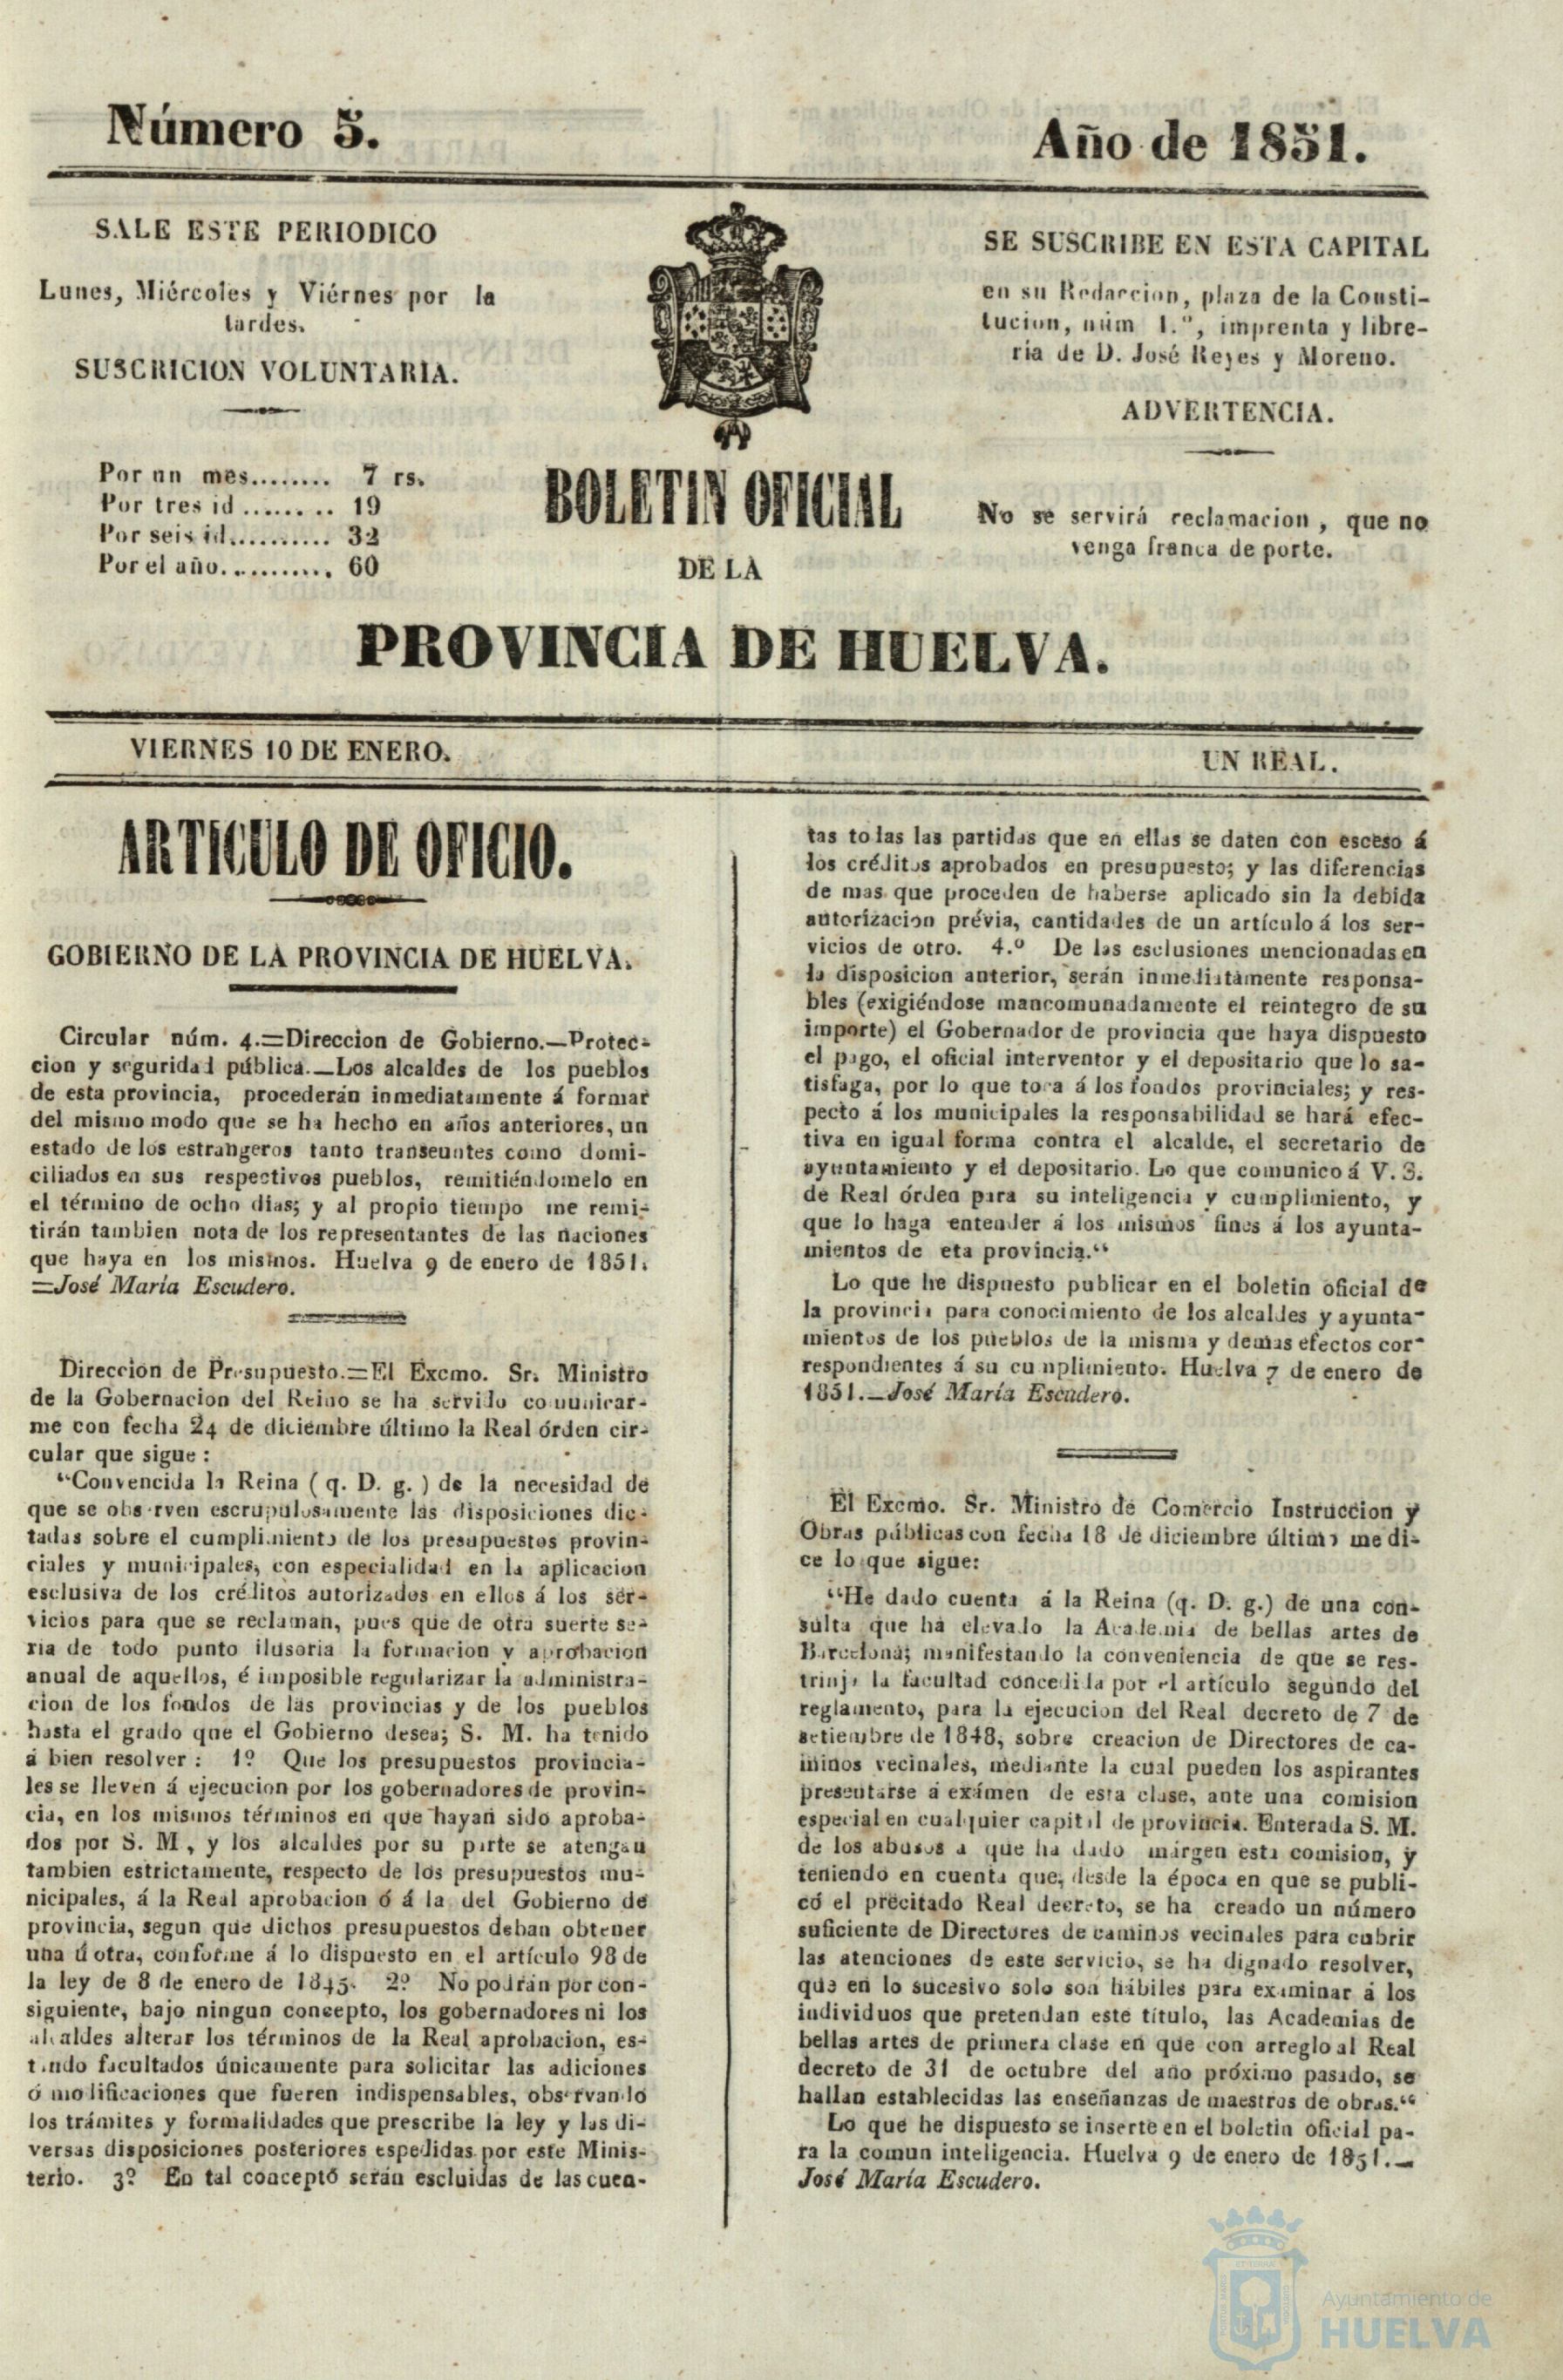 Número 5.
Año de 1851.
SALE ESTE PERIODICO
Lunes, Miércoles y Viérnes por la
tardes.
SUSCRICION VOLUNTARIA.
Por un mes........ 7 rs.
Por tres id ....... .. 19
Por seis id.......... 32
Por el año........... 60
SE SUSCRIBE EN ESTA CAPITAL
en su Redaccion, plaza de la Consti-
tucion, núm 1.º, imprenta y libre-
ria de D. José Reyes y Moreno.
ADVERTENCIA.
No se servirá reclamacion, que no
venga franca de porte.
BOLETIN OFICIAL
DE LA
PROVINCIA DE HUELVA.
VIERNES 10 DE ENERO.
UN REAL.
ARTICULO DE OFICIO.
GOBIERNO DE LA PROVINCIA DE HUELVA.
Circular núm. 4.=Direccion de Gobierno.—Protec-
cion y seguridad pública.—Los alcaldes de los pueblos
de esta provincia, procederán inmediatamente á formar
del mismo modo que se ha hecho en años anteriores, un
estado de los estrangeros tanto transeuntes como domi-
ciliados en sus respectivos pueblos, remitiéndomelo en
el término de ocho dias; y al propio tiempo me remi-
tirán tambien nota de los representantes de las naciones
que haya en los mismos. Huelva 9 de enero de 1851.
=José María Escudero.
Direccion de Presupuesto.=El Excmo. Sr. Ministro
de la Gobernacion del Reino se ha servido comunicar-
me con fecha 24 de diciembre último la Real órden cir-
cular que sigue :
“Convencida la Reina ( q. D. g. ) de la necesidad de
que se observen escrupulosamente las disposiciones dic-
tadas sobre el cumplimiento de los presupuestos provin-
ciales y municipales, con especialidad en la aplicacion
esclusiva de los créditos autorizados en ellos á los ser-
vicios para que se reclaman, pues que de otra suerte se-
ria de todo punto ilusoria la formacion y aprobacion
anual de aquellos, é imposible regularizar la administra-
cion de los fondos de las provincias y de los pueblos
hasta el grado que el Gobierno desea; S. M. ha tenido
á bien resolver : 1º Que los presupuestos provincia-
les se lleven á ejecucion por los gobernadores de provin-
cia, en los mismos términos en que hayan sido aproba-
dos por S. M, y los alcaldes por su parte se atengan
tambien estrictamente, respecto de los presupuestos mu-
nicipales, á la Real aprobacion ó á la del Gobierno de
provincia, segun que dichos presupuestos deban obtener
una ú otra, conforme á lo dispuesto en el artículo 98 de
la ley de 8 de enero de 1845. 2º No podrán por con-
siguiente, bajo ningun concepto, los gobernadores ni los
alcaldes alterar los términos de la Real aprobacion, es-
tando facultados únicamente para solicitar las adiciones
ó modificaciones que fueren indispensables, observando
los trámites y formalidades que prescribe la ley y las di-
versas disposiciones posteriores espedidas por este Minis-
terio. 3º En tal concepto serán escluidas de las cuen-
tas todas las partidas que en ellas se daten con esceso á
los créditos aprobados en presupuesto; y las diferencias
de mas que proceden de haberse aplicado sin la debida
autorizacion prévia, cantidades de un artículo á los ser-
vicios de otro. 4.º De las esclusiones mencionadas en
la disposicion anterior, serán inmediatamente responsa-
bles (exigiéndose mancomunadamente el reintegro de su
importe) el Gobernador de provincia que haya dispuesto
el pago, el oficial interventor y el depositario que lo sa-
tisfaga, por lo que toca á los fondos provinciales; y res-
pecto á los municipales la responsabilidad se hará efec-
tiva en igual forma contra el alcalde, el secretario de
ayuntamiento y el depositario. Lo que comunico á V. S.
de Real órden para su inteligencia y cumplimiento, y
que lo haga entender á los mismos fines á los ayunta-
mientos de eta provincia.“
Lo que he dispuesto publicar en el boletin oficial de
la provincia para conocimiento de los alcaldes y ayunta-
mientos de los pueblos de la misma y demas efectos cor-
respondientes á su cumplimiento. Huelva 7 de enero de
1851.—José María Escudero.
El Excmo. Sr. Ministro de Comercio Instruccion y
Obras públicas con fecha 18 de diciembre último me di-
ce lo que sigue:
“He dado cuenta á la Reina (q. D. g.) de una con-
sulta que ha elevado la Academia de bellas artes de
Barcelona; manifestando la conveniencia de que se res-
trinja la facultad concedida por el artículo segundo del
reglamento, para la ejecucion del Real decreto de 7 de
setiembre de 1848, sobre creacion de Directores de ca-
minos vecinales, mediante la cual pueden los aspirantes
presentarse á exámen de esta clase, ante una comision
especial en cualquier capital de provincia. Enterada S. M.
de los abusos á que ha dado márgen esta comision, y
teniendo en cuenta que, desde la época en que se publi-
có el precitado Real decreto, se ha creado un número
suficiente de Directores de caminos vecinales para cubrir
las atenciones de este servicio, se ha dignado resolver,
que en lo sucesivo solo son hábiles para examinar á los
individuos que pretendan este título, las Academias de
bellas artes de primera clase en que con arreglo al Real
decreto de 31 de octubre del año próximo pasado, se
hallan establecidas las enseñanzas de maestros de obras.“
Lo que he dispuesto se inserte en el boletin oficial pa-
ra la comun inteligencia. Huelva 9 de enero de 1851.—
José María Escudero.
Ayuntamiento de
HUELVA